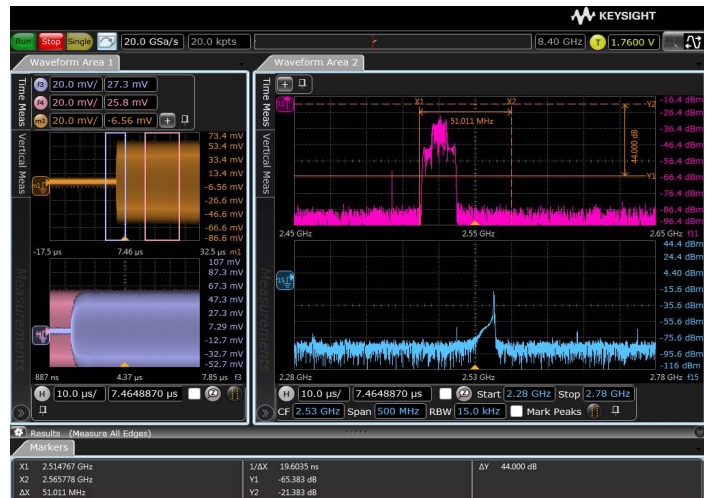 KEYSIGHT
Run Stop Single 20.0 GSa/s 20.0 kpts 8.40 GHz T 1.7600 V
Waveform Area 1
Waveform Area 2
Time Meas
Vertical Meas
Measurements
f3 20.0 mV/ 27.3 mV
f4 20.0 mV/ 25.8 mV
m1 20.0 mV/ -6.56 mV
73.4 mV
53.4 mV
33.4 mV
13.4 mV
-6.56 mV
-26.6 mV
-46.6 mV
-66.6 mV
-86.6 mV
m1
-17.5 µs 7.46 µs 32.5 µs m1
107 mV
87.3 mV
67.3 mV
47.3 mV
27.3 mV
7.29 mV
-12.7 mV
-32.7 mV
-52.7 mV
887 ns 4.37 µs 7.85 µs f3
H 10.0 µs/ 7.4648870 µs
Time Meas
Vertical Meas
Measurements
X1 X2
51.011 MHz
44.000 dB
Y2
Y1
-16.4 dBm
-26.4 dBm
-36.4 dBm
-46.4 dBm
-56.4 dBm
-66.4 dBm
-76.4 dBm
-86.4 dBm
-96.4 dBm
2.45 GHz 2.55 GHz 2.65 GHz f11
44.4 dBm
24.4 dBm
4.40 dBm
-15.6 dBm
-35.6 dBm
-55.6 dBm
-75.6 dBm
-95.6 dBm
-116 dBm
2.28 GHz 2.53 GHz 2.78 GHz f15
H 10.0 µs/ 7.4648870 µs Start 2.28 GHz Stop 2.78 GHz
CF 2.53 GHz Span 500 MHz RBW 15.0 kHz Mark Peaks
Results (Measure All Edges)
Markers
X1 2.514767 GHz 1/ΔX 19.6035 ns ΔY 44.000 dB
X2 2.565778 GHz Y1 -65.383 dB
ΔX 51.011 MHz Y2 -21.383 dB